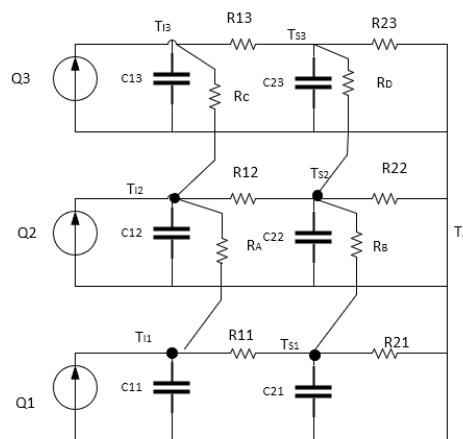 TI3 R13 TS3 R23
Q3 C13 RC C23 RD
TI2 R12 TS2 R22
Q2 C12 RA C22 RB
TI1 R11 TS1 R21
Q1 C11 C21